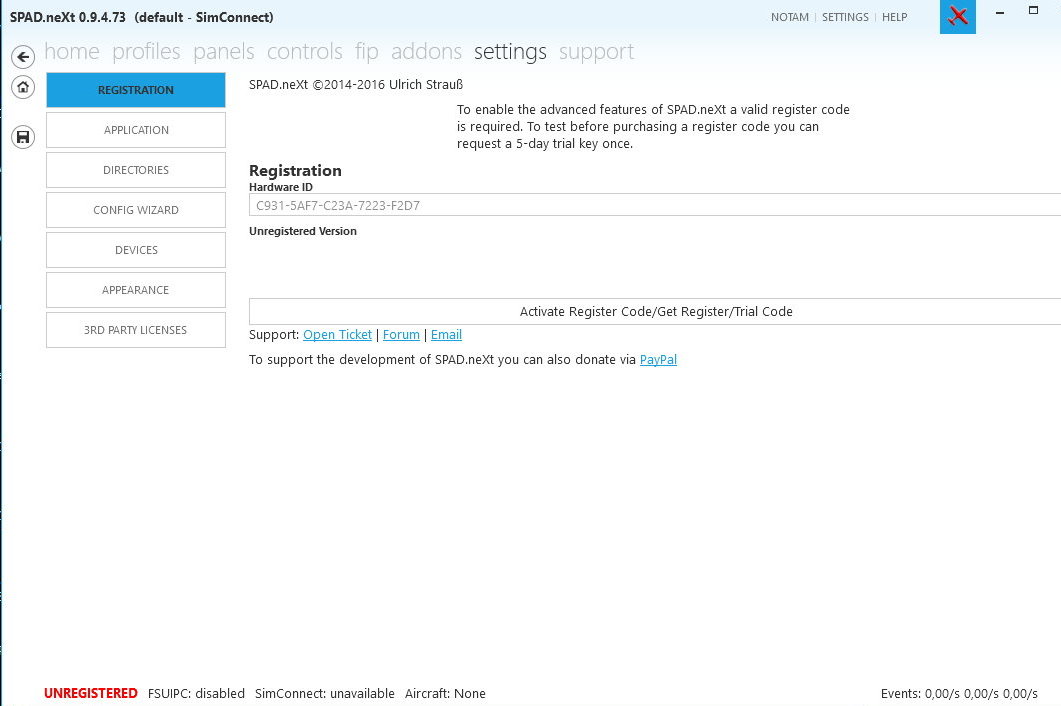 SPAD.neXt 0.9.4.73 (default - SimConnect)
NOTAM | SETTINGS | HELP
home profiles panels controls fip addons settings support
REGISTRATION
APPLICATION
DIRECTORIES
CONFIG WIZARD
DEVICES
APPEARANCE
3RD PARTY LICENSES
SPAD.neXt ©2014-2016 Ulrich Strauß
To enable the advanced features of SPAD.neXt a valid register code
is required. To test before purchasing a register code you can
request a 5-day trial key once.
Registration
Hardware ID
C931-5AF7-C23A-7223-F2D7
Unregistered Version
Activate Register Code/Get Register/Trial Code
Support: Open Ticket | Forum | Email
To support the development of SPAD.neXt you can also donate via PayPal
UNREGISTERED FSUIPC: disabled SimConnect: unavailable Aircraft: None
Events: 0,00/s 0,00/s 0,00/s